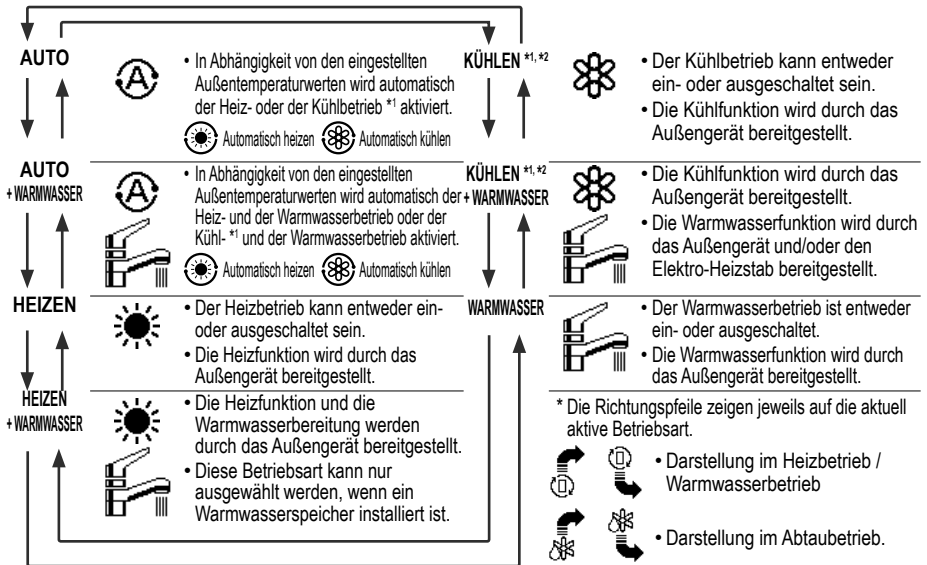 AUTO
• In Abhängigkeit von den eingestellten
Außentemperaturwerten wird automatisch
der Heiz- oder der Kühlbetrieb *1 aktiviert.
Automatisch heizen Automatisch kühlen
AUTO
+ WARMWASSER
• In Abhängigkeit von den eingestellten
Außentemperaturwerten wird automatisch der
Heiz- und der Warmwasserbetrieb oder der
Kühl- *1 und der Warmwasserbetrieb aktiviert.
Automatisch heizen Automatisch kühlen
HEIZEN
• Der Heizbetrieb kann entweder ein-
oder ausgeschaltet sein.
• Die Heizfunktion wird durch das
Außengerät bereitgestellt.
HEIZEN
+ WARMWASSER
• Die Heizfunktion und die
Warmwasserbereitung werden
durch das Außengerät bereitgestellt.
• Diese Betriebsart kann nur
ausgewählt werden, wenn ein
Warmwasserspeicher installiert ist.
KÜHLEN *1, *2
• Der Kühlbetrieb kann entweder
ein- oder ausgeschaltet sein.
• Die Kühlfunktion wird durch das
Außengerät bereitgestellt.
KÜHLEN *1, *2
+ WARMWASSER
• Die Kühlfunktion wird durch das
Außengerät bereitgestellt.
• Die Warmwasserfunktion wird durch
das Außengerät und/oder den
Elektro-Heizstab bereitgestellt.
WARMWASSER
• Der Warmwasserbetrieb ist entweder
ein- oder ausgeschaltet.
• Die Warmwasserfunktion wird durch
das Außengerät bereitgestellt.
* Die Richtungspfeile zeigen jeweils auf die aktuell
aktive Betriebsart.
• Darstellung im Heizbetrieb /
Warmwasserbetrieb
• Darstellung im Abtaubetrieb.